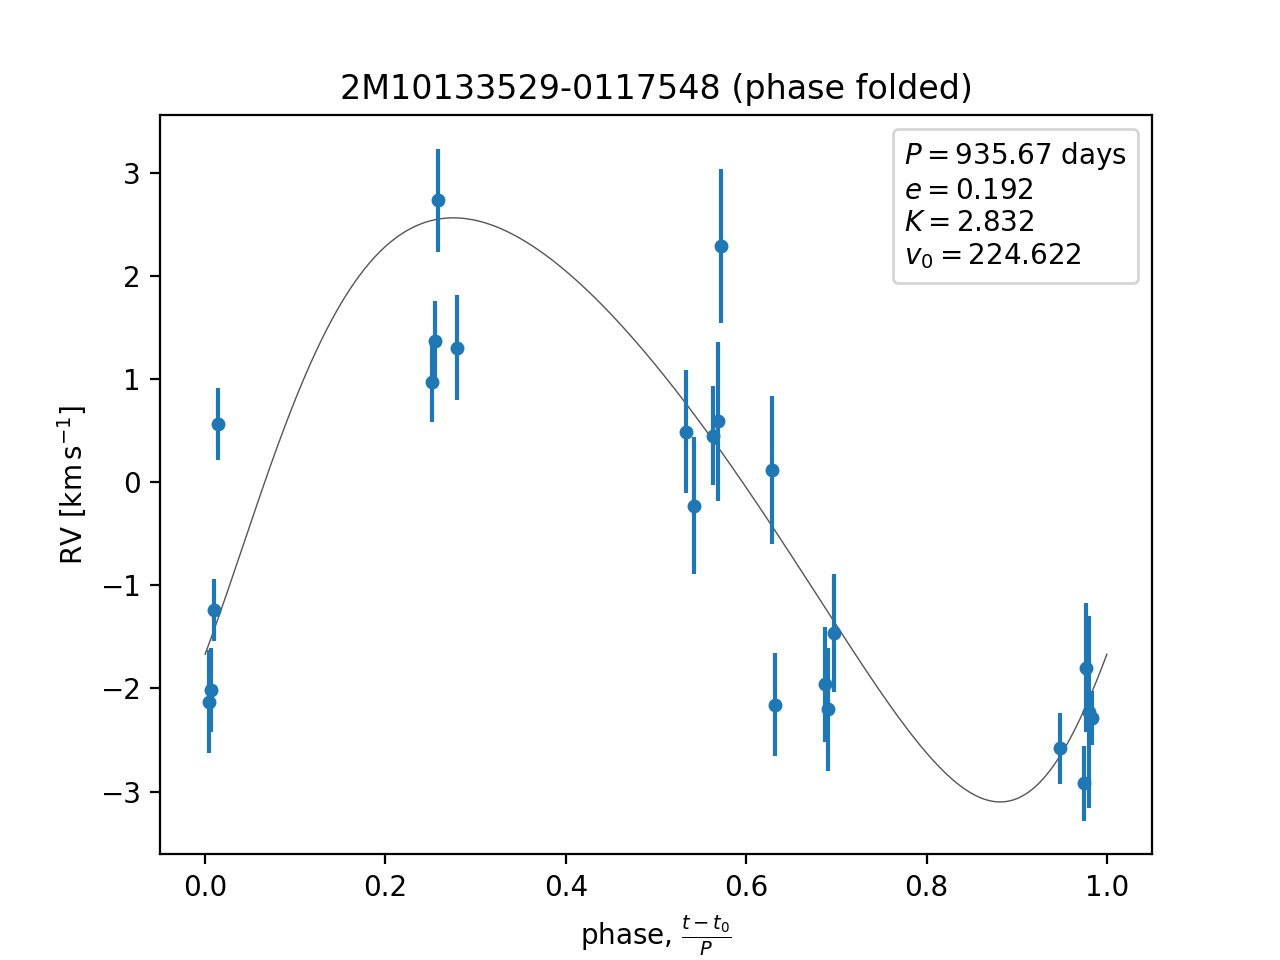 2M10133529-0117548 (phase folded)
P = 935.67 days
e = 0.192
K = 2.832
v₀ = 224.622
RV [km s⁻¹]
3
2
1
0
−1
−2
−3
0.0 0.2 0.4 0.6 0.8 1.0
phase, (t − t₀)/P